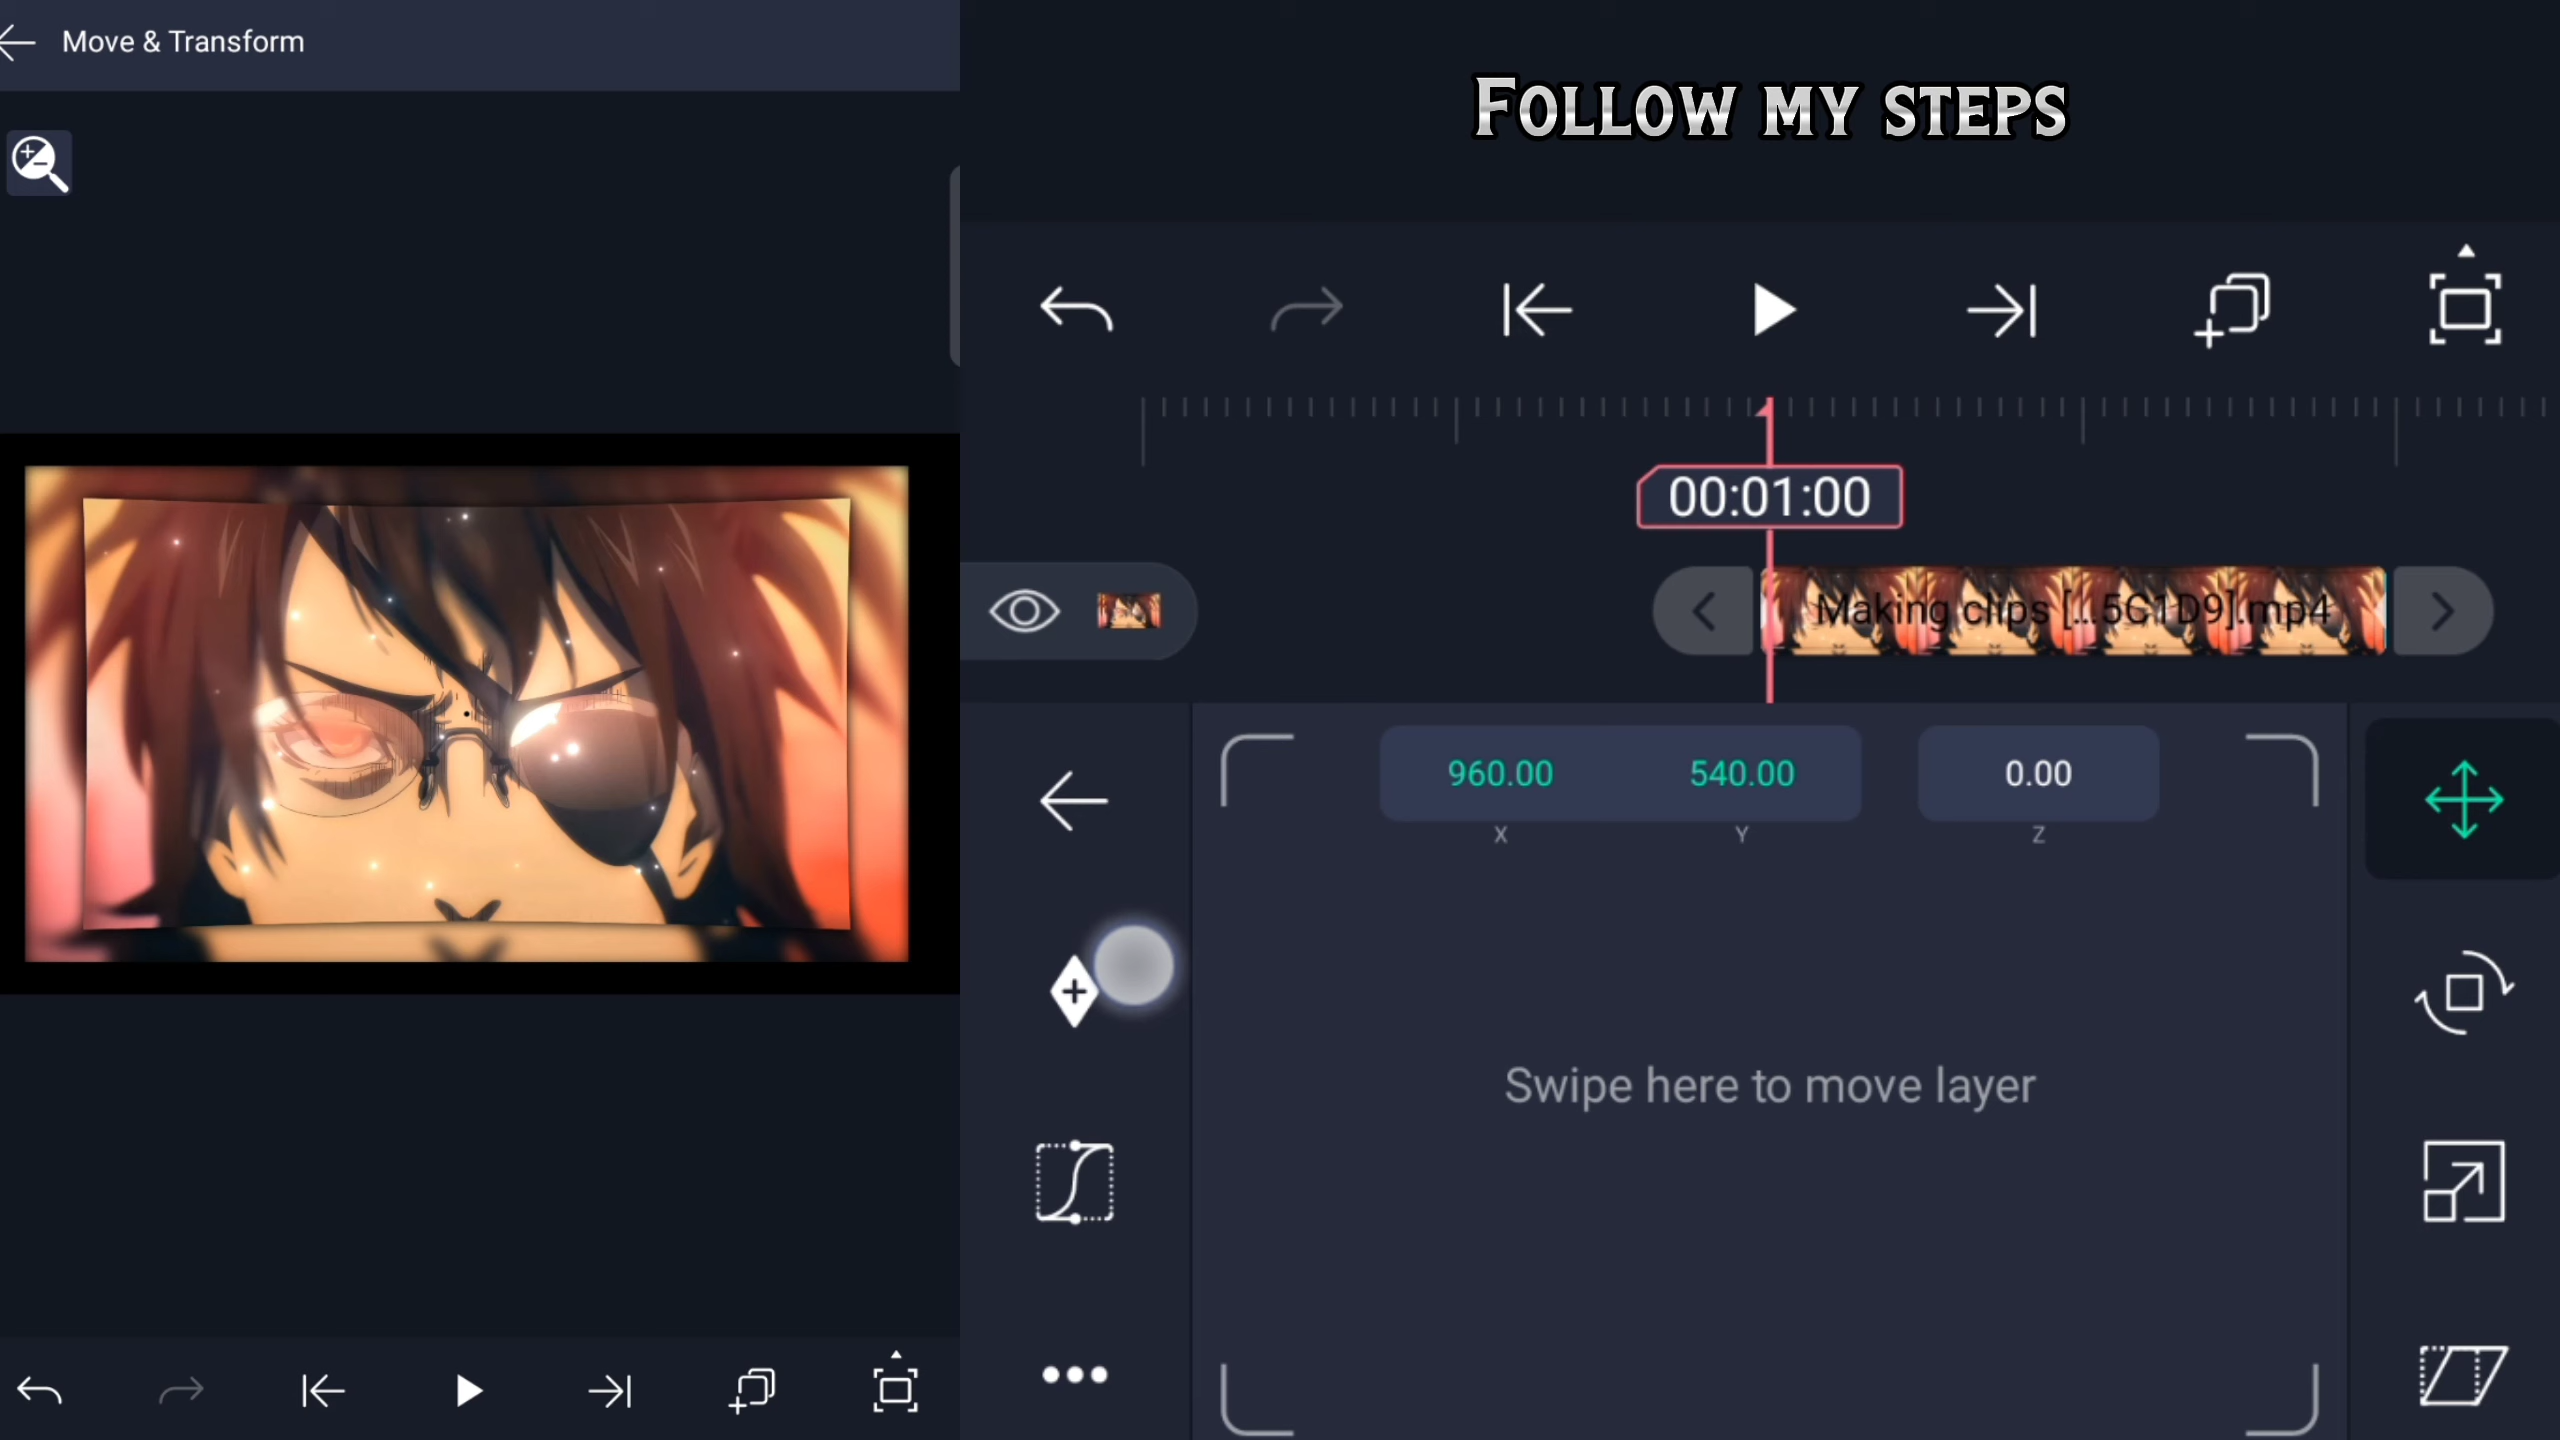 Move & Transform
FOLLOW MY STEPS
00:01:00
Making clips [...5C1D9].mp4
960.00 540.00 0.00
X Y Z
Swipe here to move layer